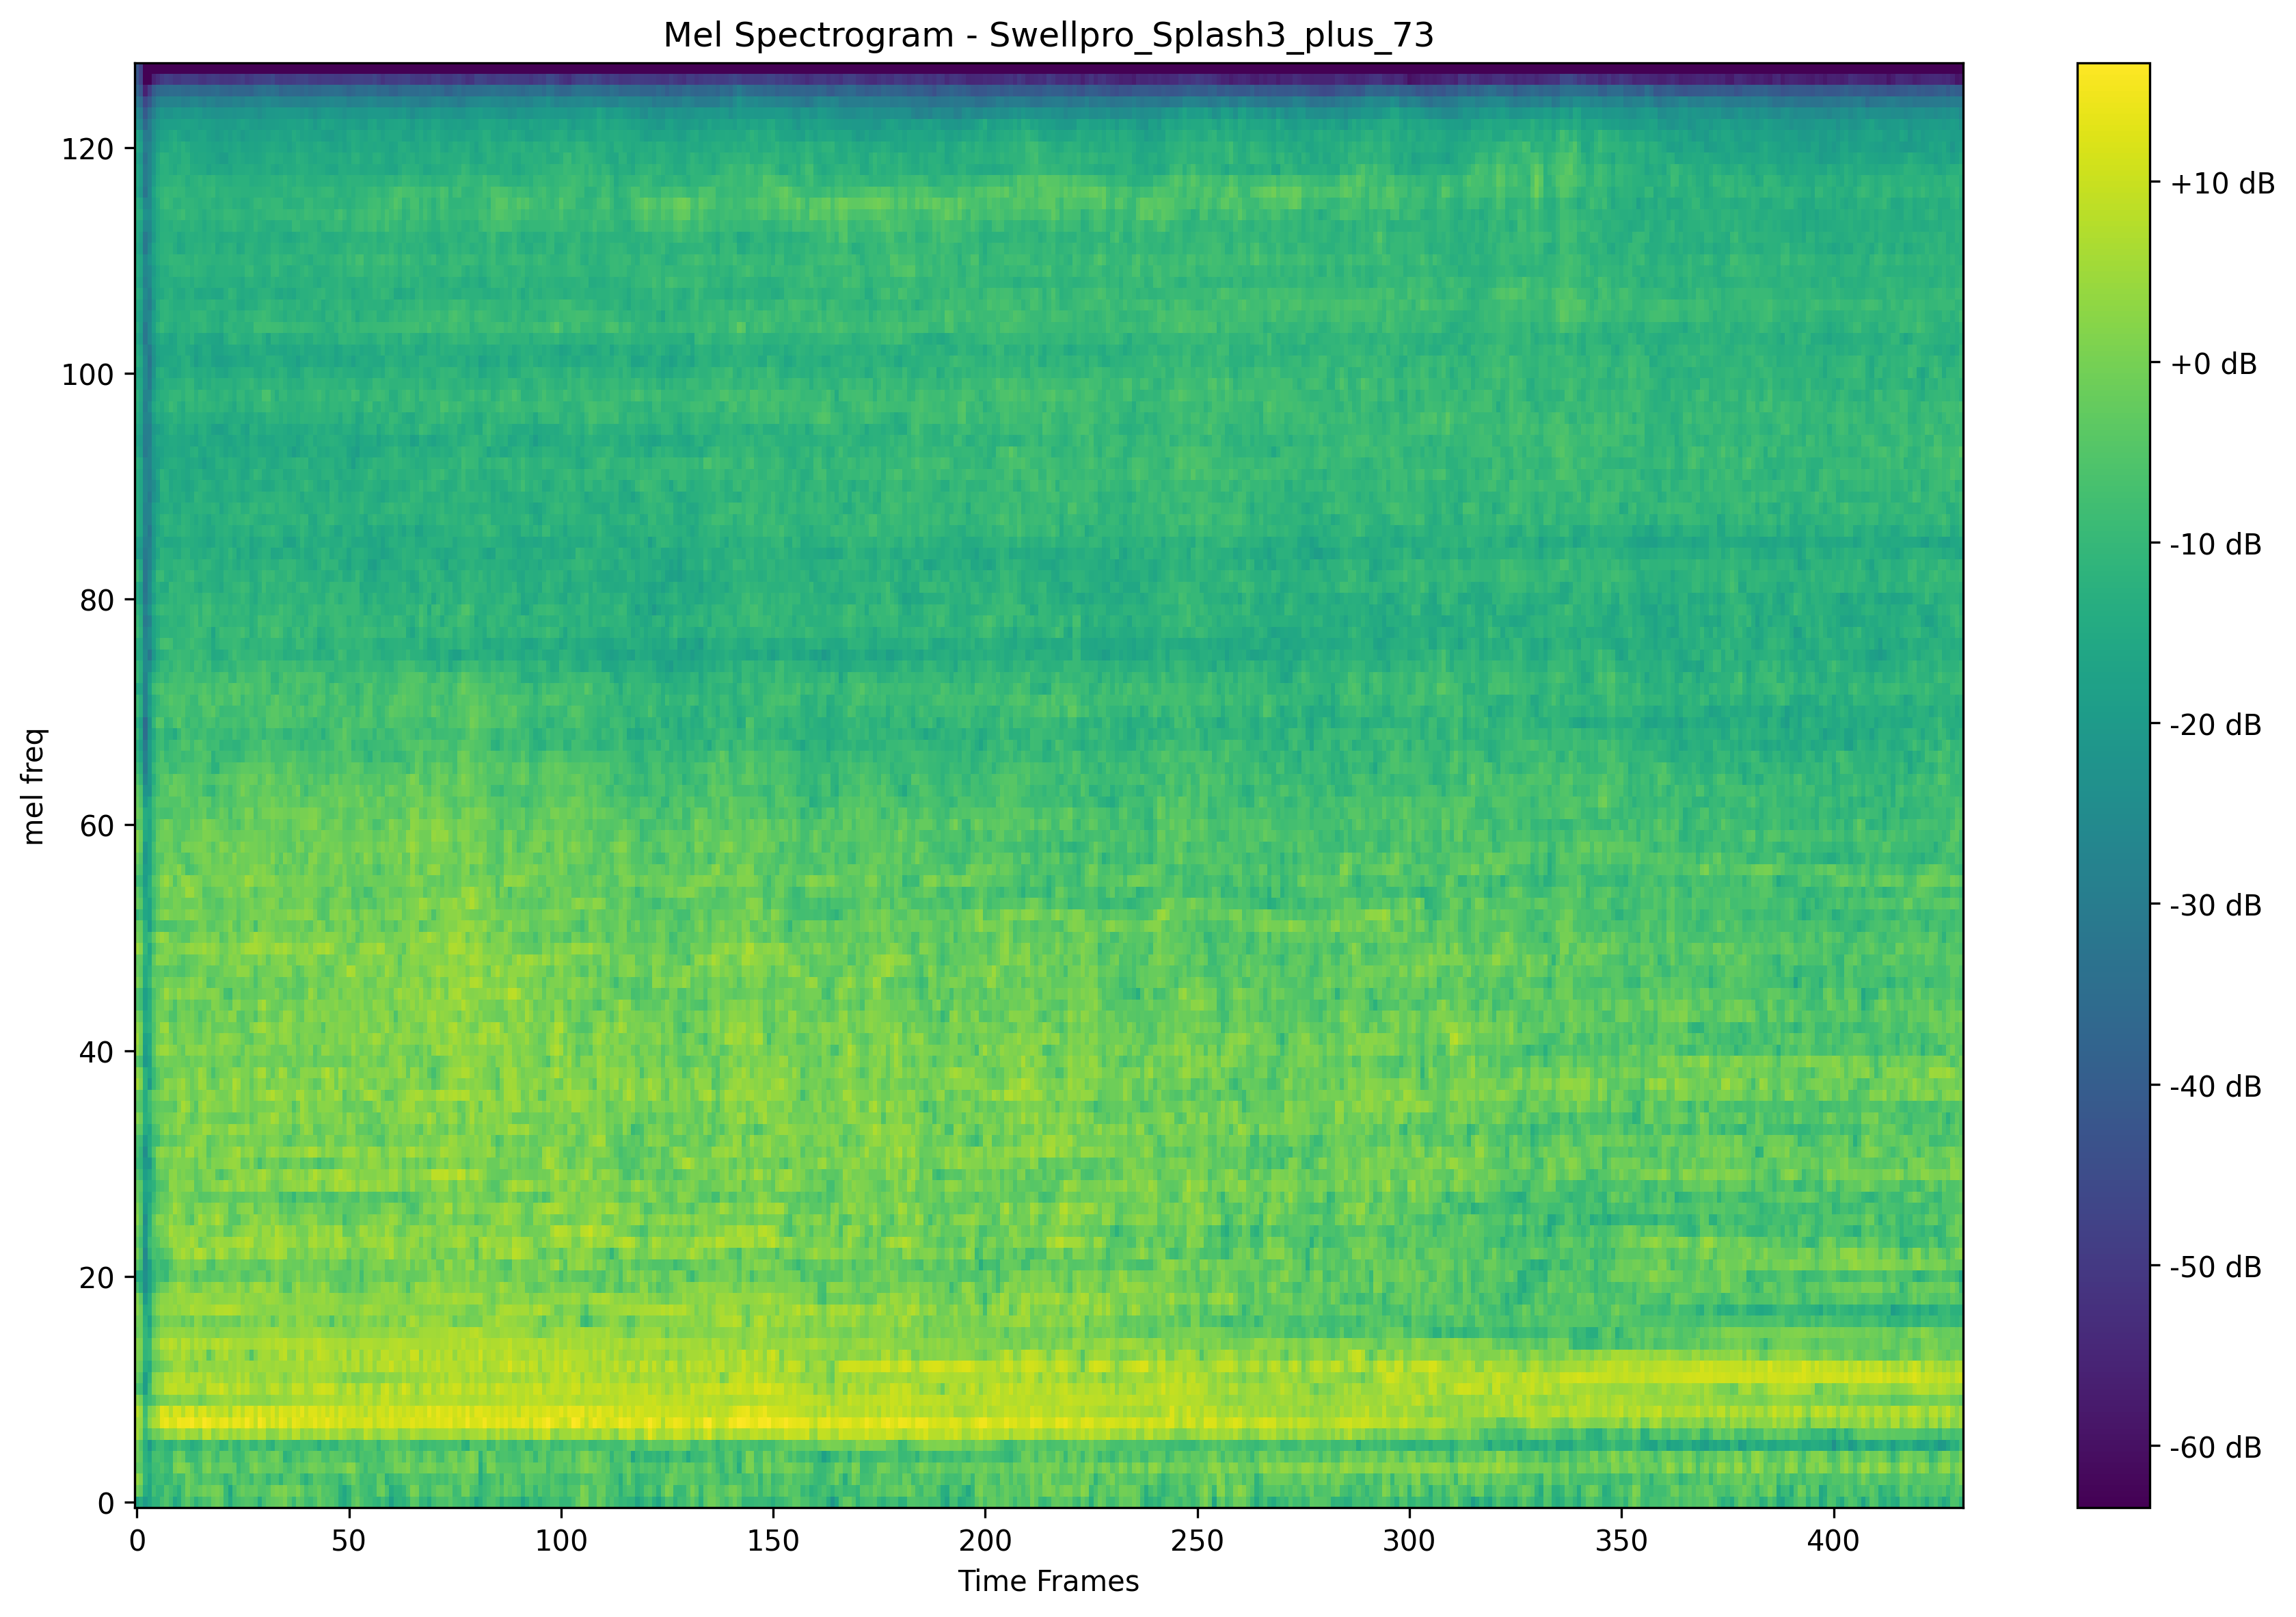 Mel Spectrogram - Swellpro_Splash3_plus_73
mel freq
120
100
80
60
40
20
0
0 50 100 150 200 250 300 350 400
Time Frames
+10 dB
+0 dB
-10 dB
-20 dB
-30 dB
-40 dB
-50 dB
-60 dB